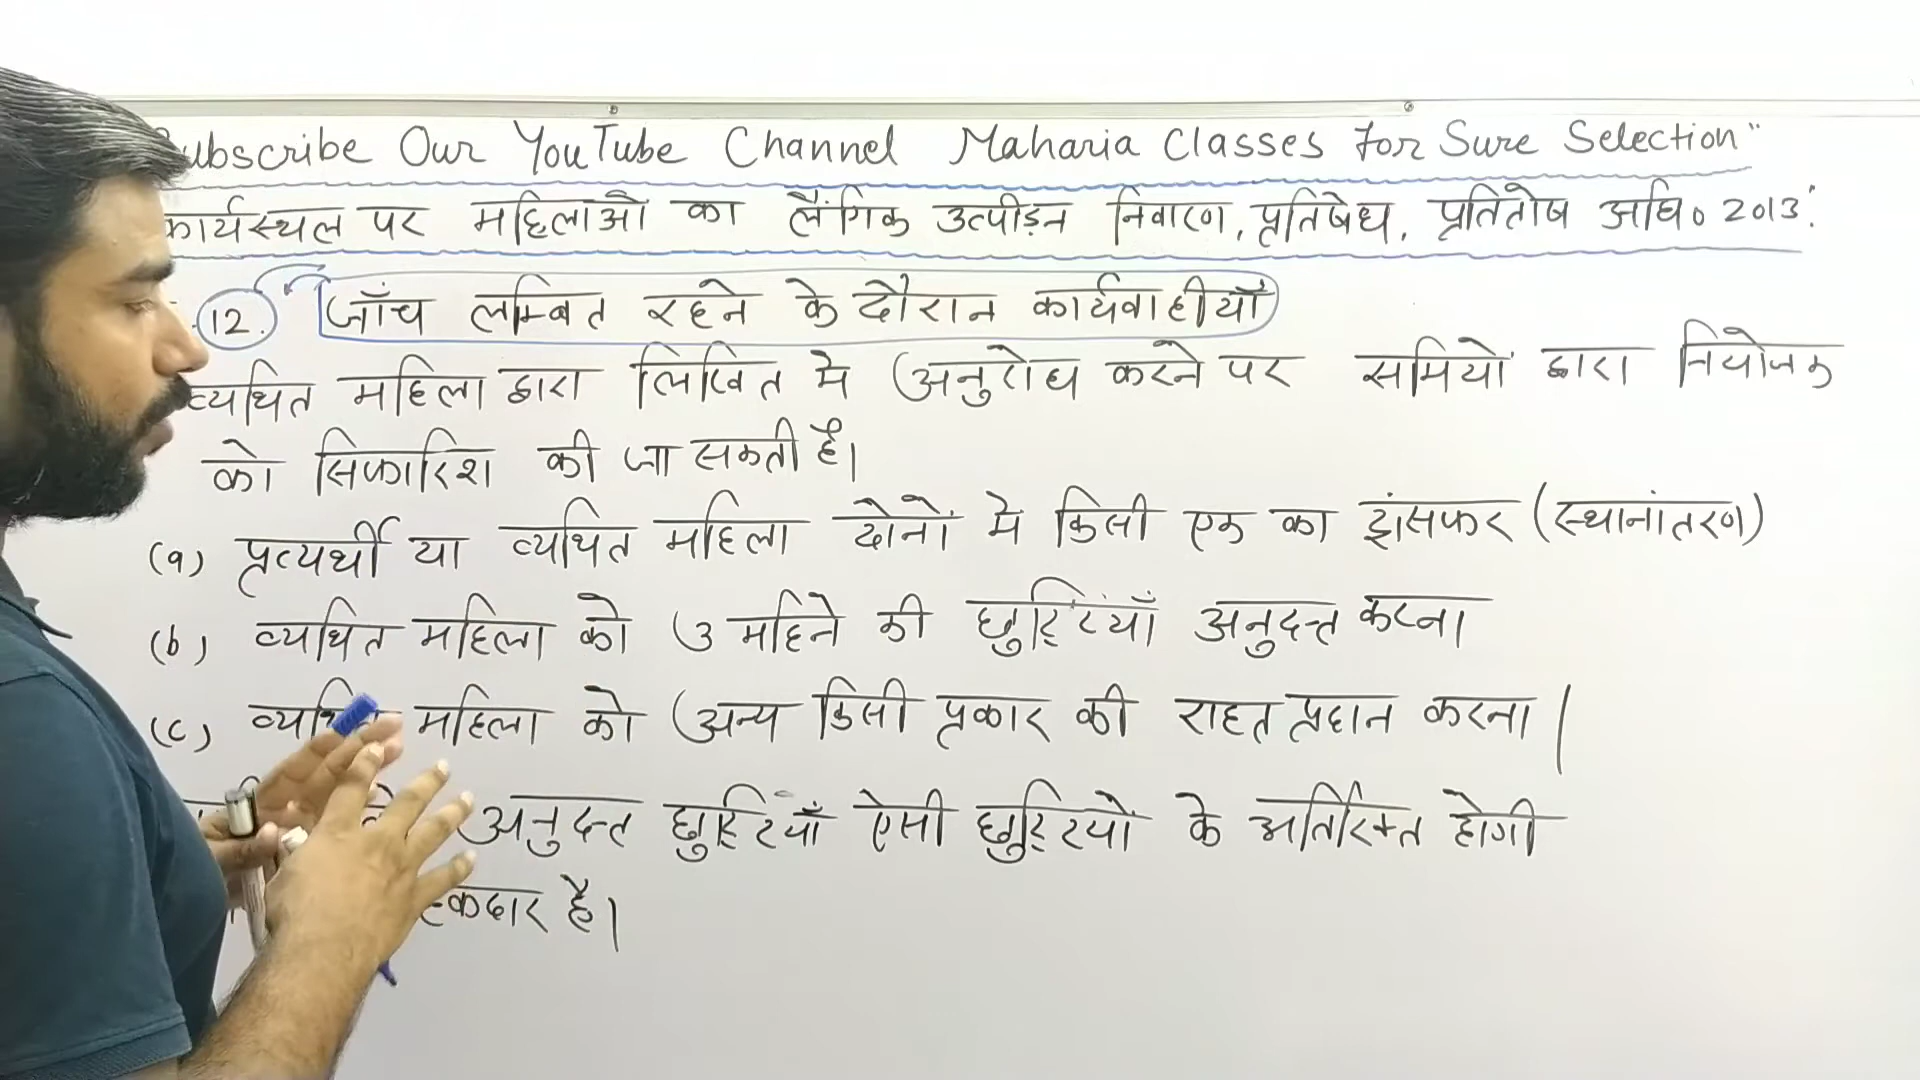 Subscribe Our YouTube Channel Maharia Classes For Sure Selection"
कार्यस्थल पर महिलाओ का लैंगिक उत्पीड़न निवारण, प्रतिषेध, प्रतितोष अधि० 2013:
12. जाँच लम्बित रहने के दौरान कार्यवाहीयाँ
व्यथित महिला द्वारा लिखित मे अनुरोध करने पर समियों द्वारा नियोजक
को सिफारिश की जा सकती है।
(a) प्रत्यर्थी या व्यथित महिला दोनों मे किसी एक का ट्रांसफर (स्थानांतरण)
(b) व्यथित महिला को 3 महिने की छुट्टियाँ अनुदत्त करना
(c) व्यथित महिला को अन्य किसी प्रकार की राहत प्रदान करना।
अनुदत्त छुट्टियाँ ऐसी छुट्टियों के अतिरिक्त होगी
हकदार है।